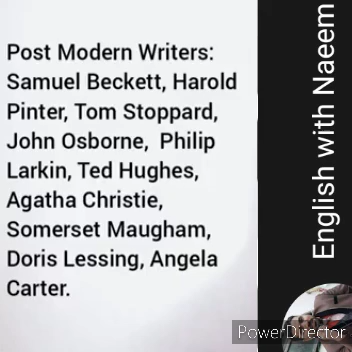 Post Modern Writers:
Samuel Beckett, Harold
Pinter, Tom Stoppard,
John Osborne,  Philip
Larkin, Ted Hughes,
Agatha Christie,
Somerset Maugham,
Doris Lessing, Angela
Carter.
English with Naeem
PowerDirector